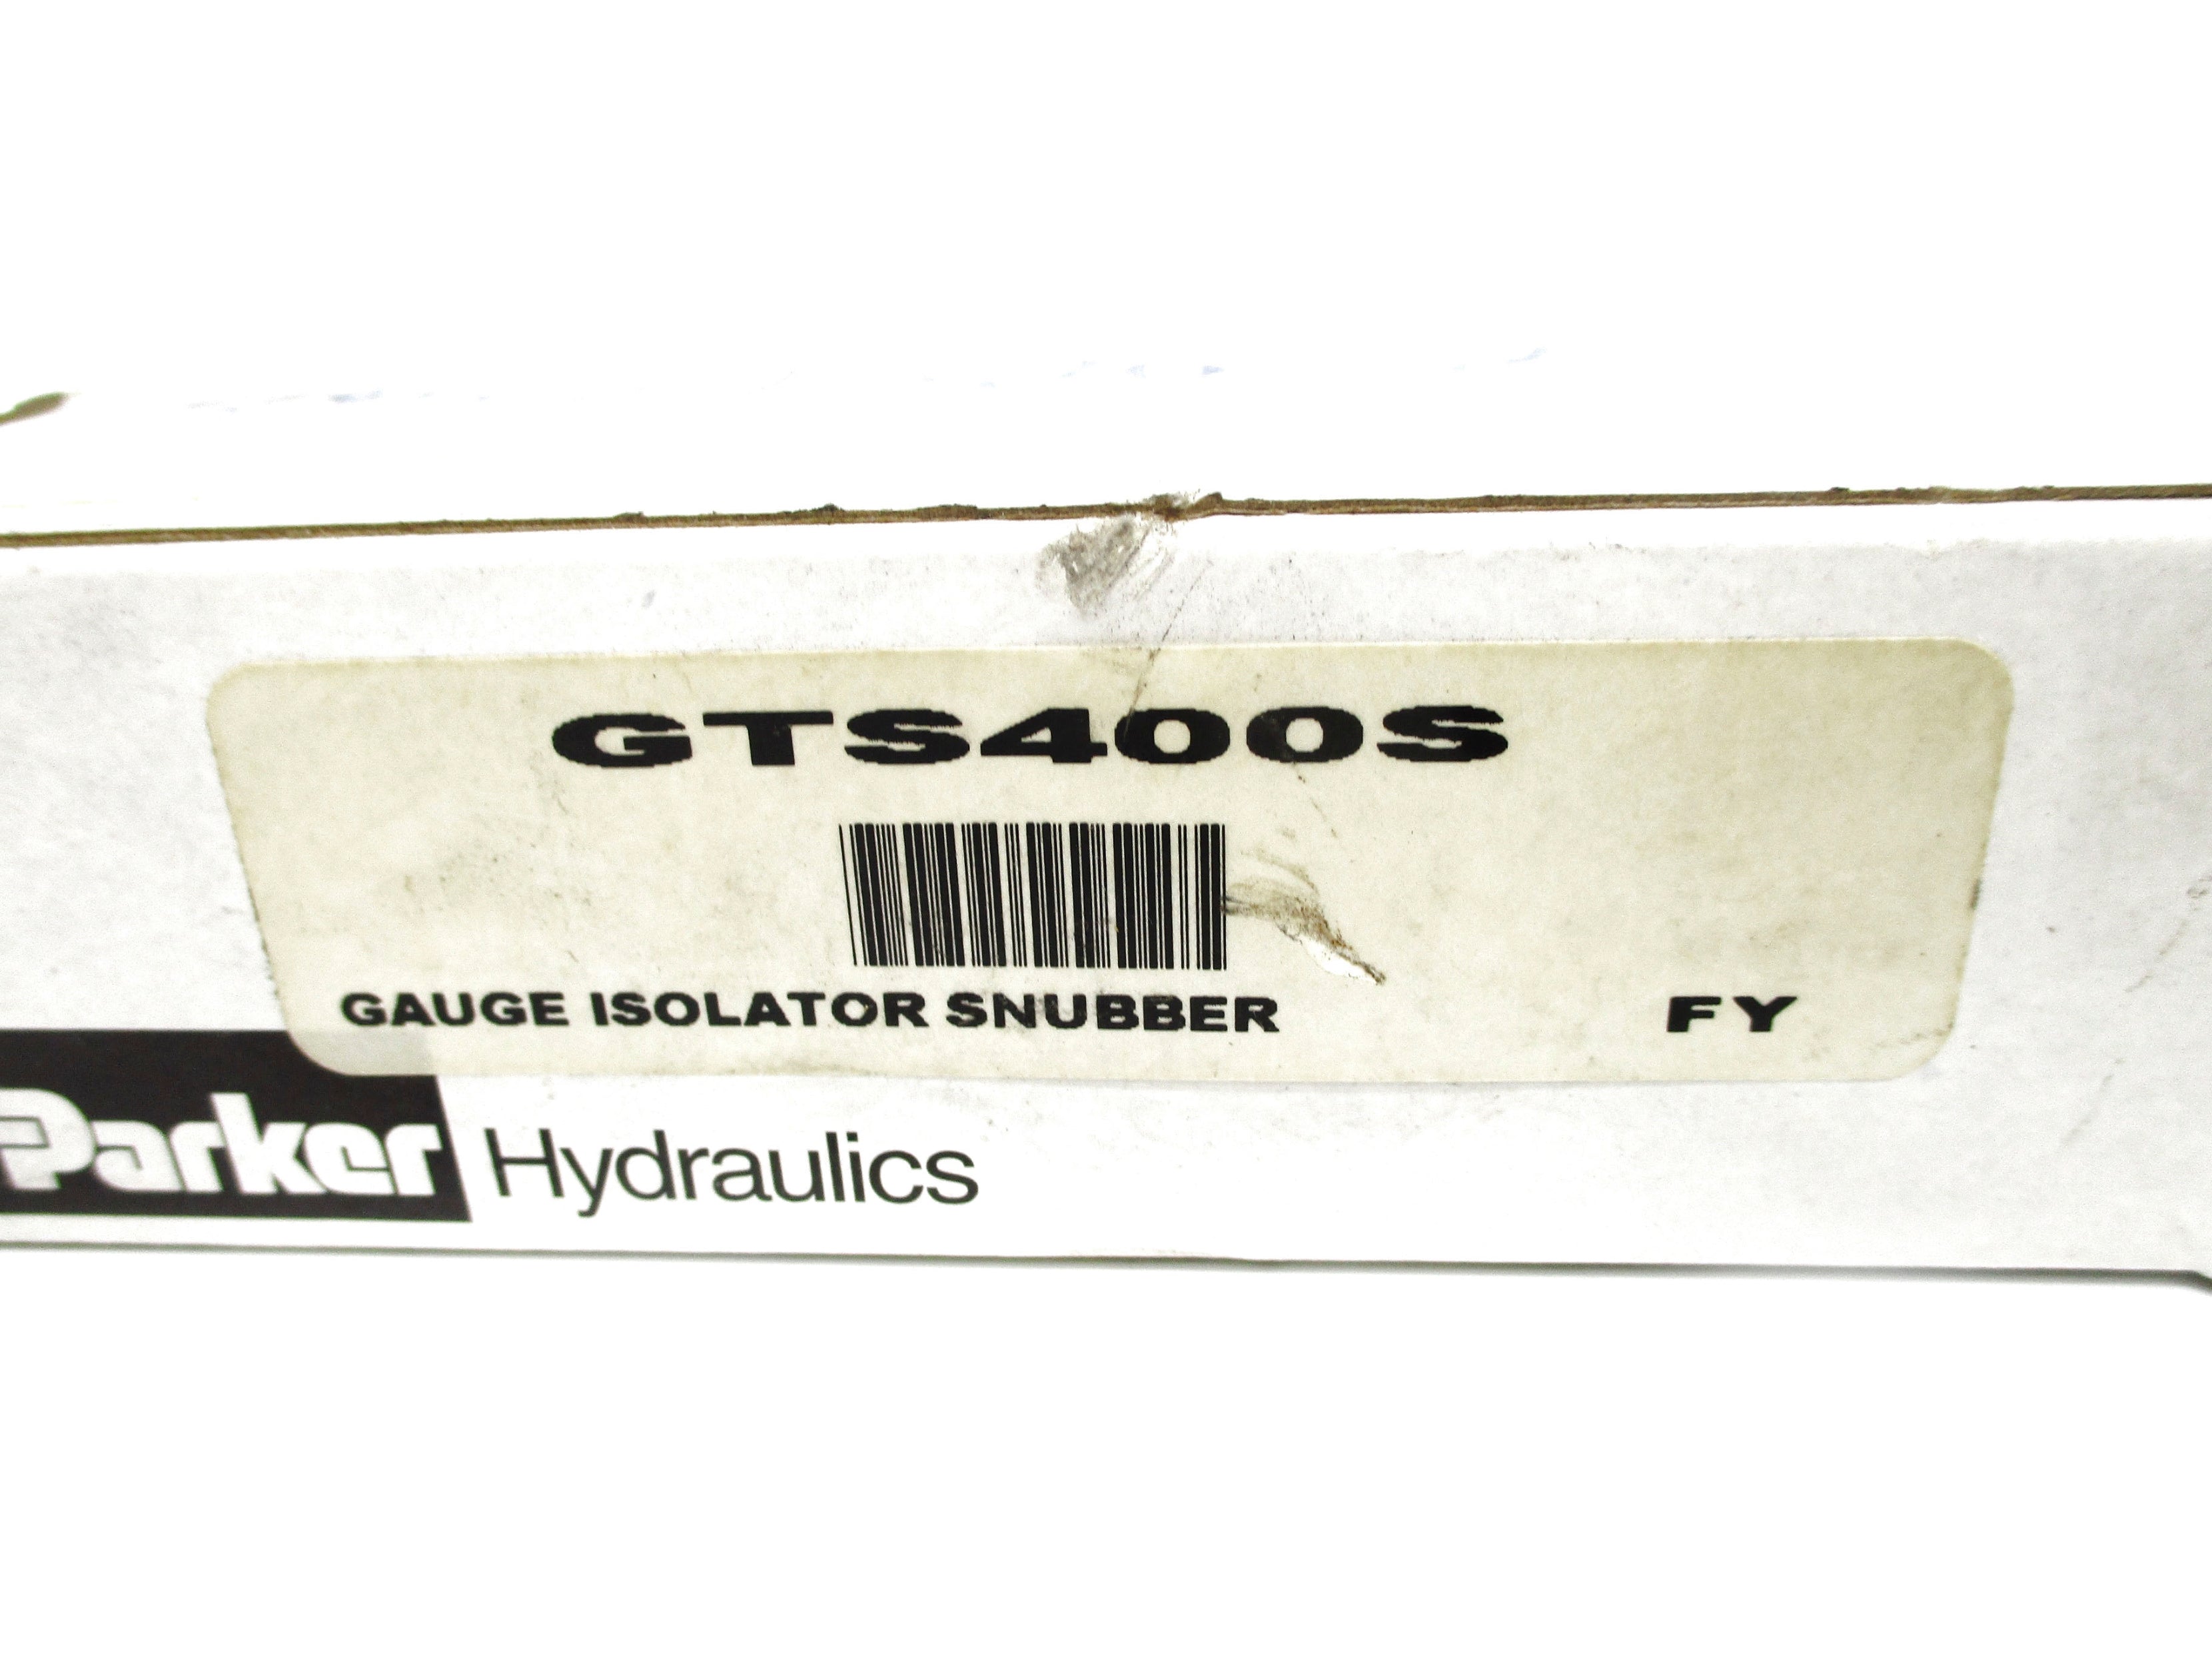 GTS400S
GAUGE ISOLATOR SNUBBER FY
Parker Hydraulics